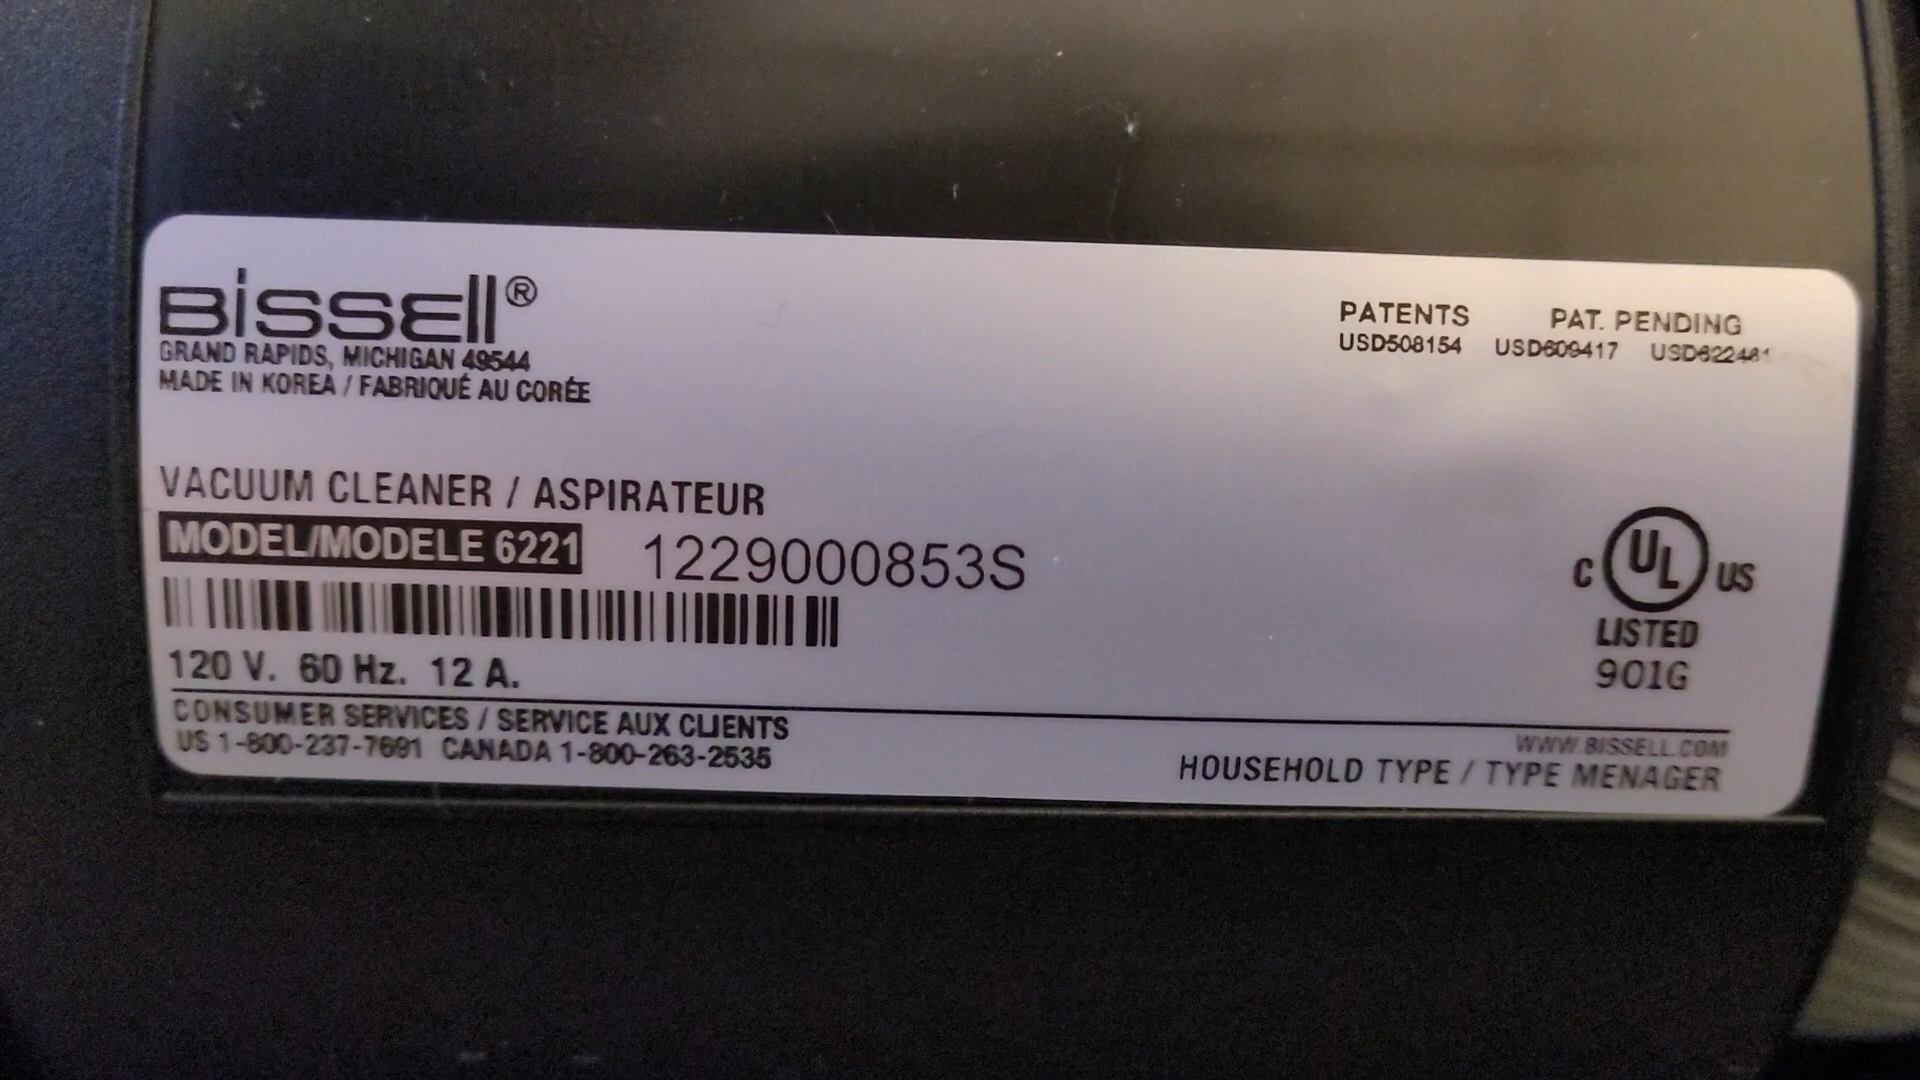 Bissell®
GRAND RAPIDS, MICHIGAN 49544
MADE IN KOREA / FABRIQUÉ AU CORÉE
PATENTS PAT. PENDING
USD508154 USD609417 USD622461
VACUUM CLEANER / ASPIRATEUR
MODEL/MODELE 6221 1229000853S
120 V. 60 Hz. 12 A.
C UL US
LISTED
901G
CONSUMER SERVICES / SERVICE AUX CLIENTS
US 1-800-237-7691 CANADA 1-800-263-2535
WWW.BISSELL.COM
HOUSEHOLD TYPE / TYPE MENAGER